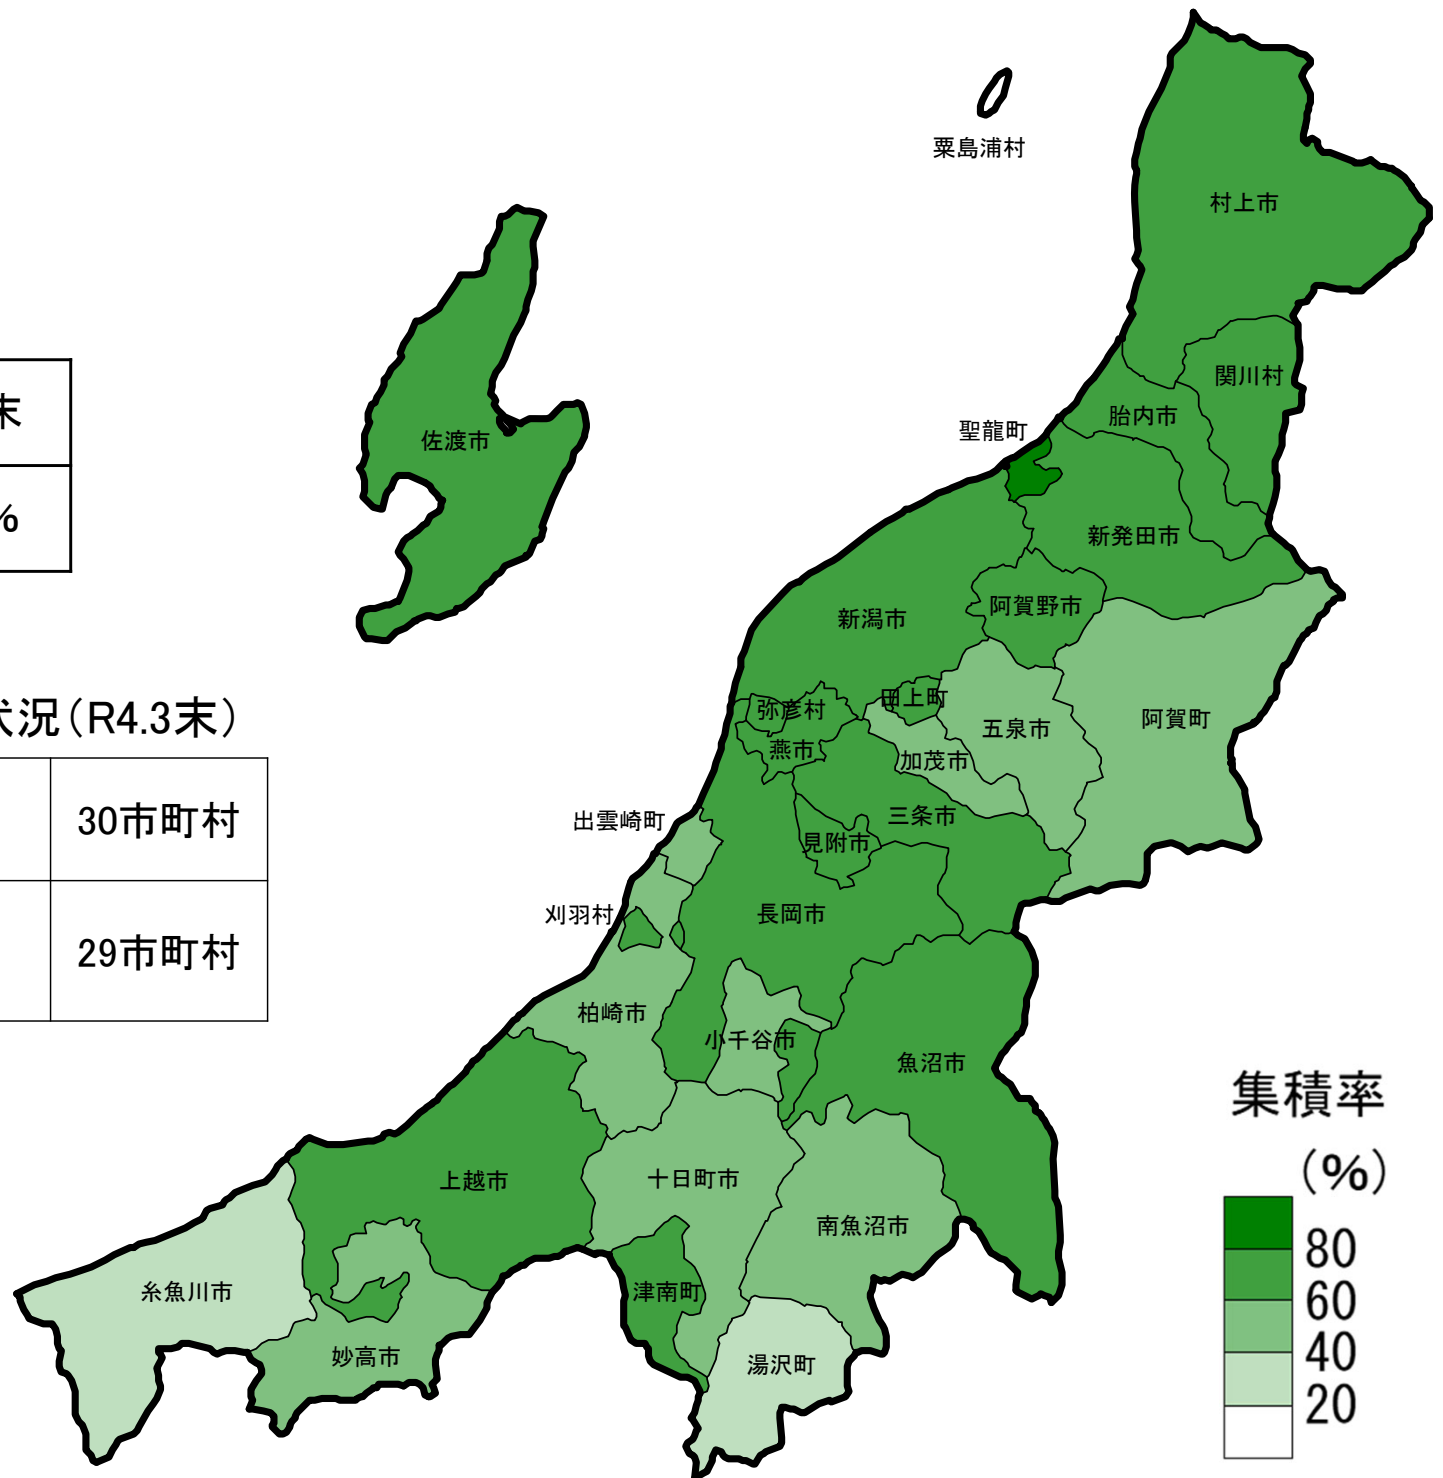 粟島浦村
村上市
関川村
末
胎内市
聖龍町
佐渡市
%
新発田市
阿賀野市
新潟市
状況(R4.3末)
田上町
弥彦村
阿賀町
五泉市
燕市
加茂市
30市町村
出雲崎町
三条市
見附市
刈羽村
長岡市
29市町村
柏崎市
小千谷市
魚沼市
集積率
(%)
上越市
十日町市
南魚沼市
80
糸魚川市
津南町
60
妙高市
湯沢町
40
20